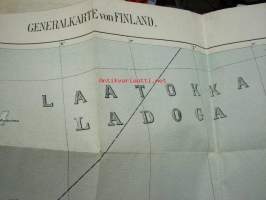 GENERALKARTE von FINLAND.
antikvariaatti.net
LAATOKKA
LADOGA